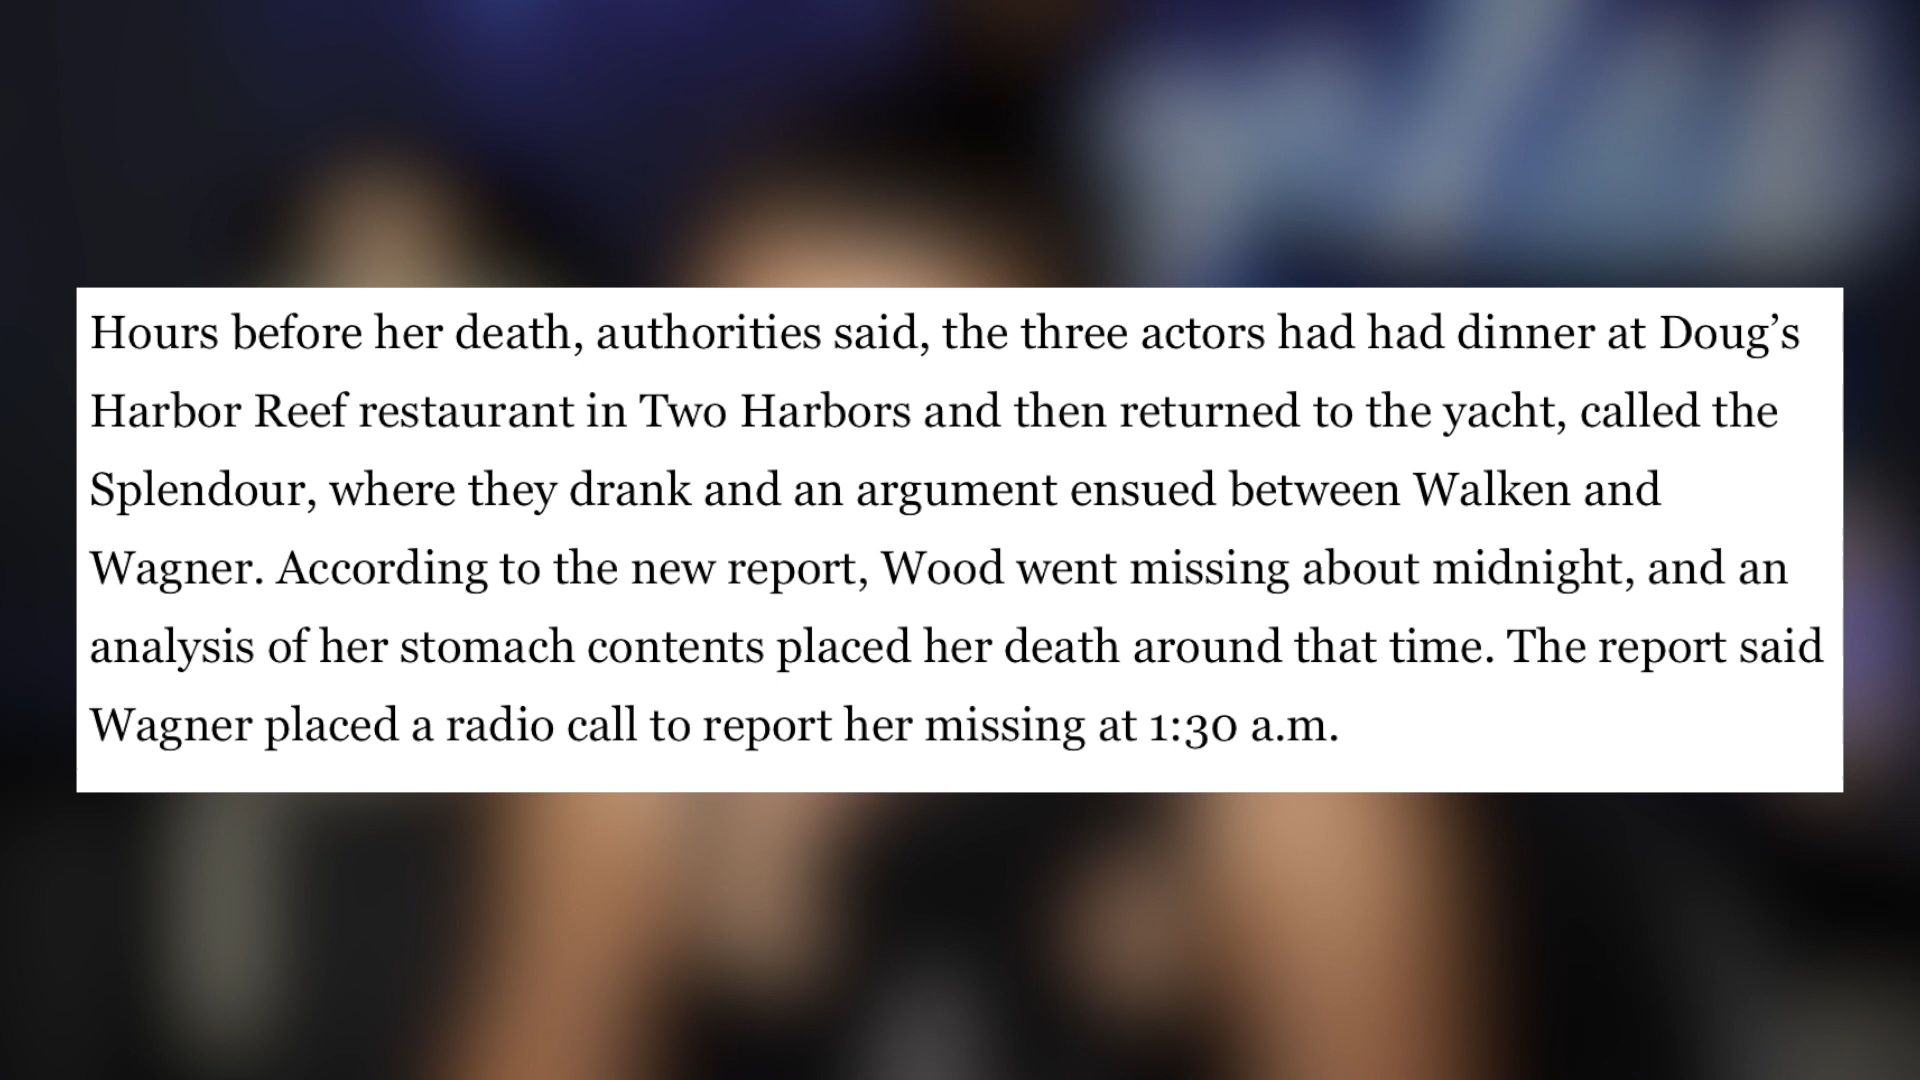 Hours before her death, authorities said, the three actors had had dinner at Doug’s
Harbor Reef restaurant in Two Harbors and then returned to the yacht, called the
Splendour, where they drank and an argument ensued between Walken and
Wagner. According to the new report, Wood went missing about midnight, and an
analysis of her stomach contents placed her death around that time. The report said
Wagner placed a radio call to report her missing at 1:30 a.m.